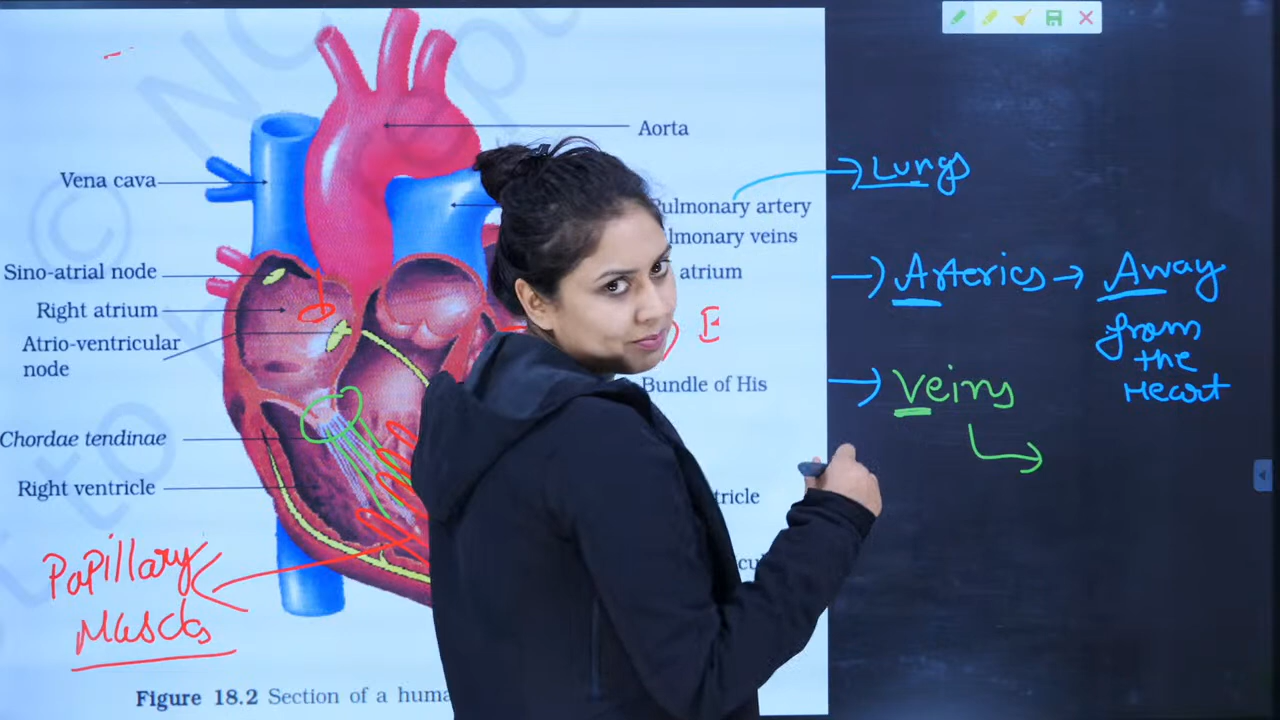 Aorta
Lungs
Vena cava
Pulmonary artery
lmonary veins
Sino-atrial node
atrium
Arteries → Away
from
the
Heart
Right atrium
Atrio-ventricular
node
Bundle of His
Veins
Chordae tendinae
Right ventricle
tricle
Papillary
Muscles
Figure 18.2 Section of a huma